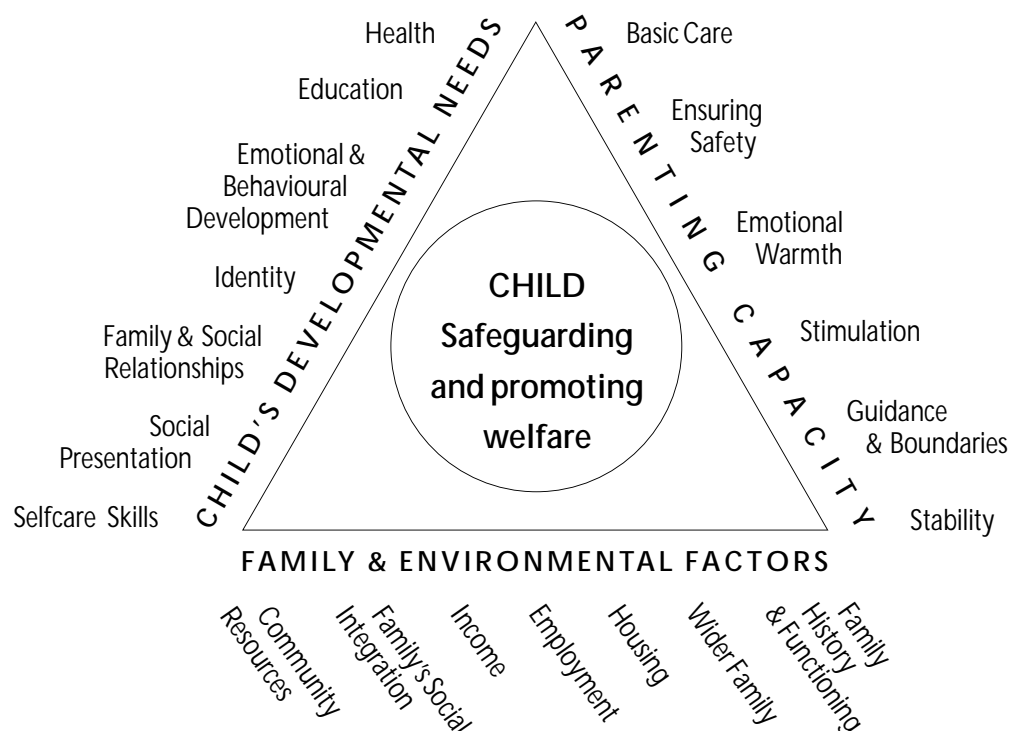 Health
Education
Emotional &
Behavioural
Development
Identity
Family & Social
Relationships
Social
Presentation
Selfcare Skills
CHILD'S DEVELOPMENTAL NEEDS
CHILD
Safeguarding
and promoting
welfare
PARENTING CAPACITY
Basic Care
Ensuring
Safety
Emotional
Warmth
Stimulation
Guidance
& Boundaries
Stability
FAMILY & ENVIRONMENTAL FACTORS
Community
Resources
Family's Social
Integration
Income
Employment
Housing
Wider Family
Family
History
& Functioning